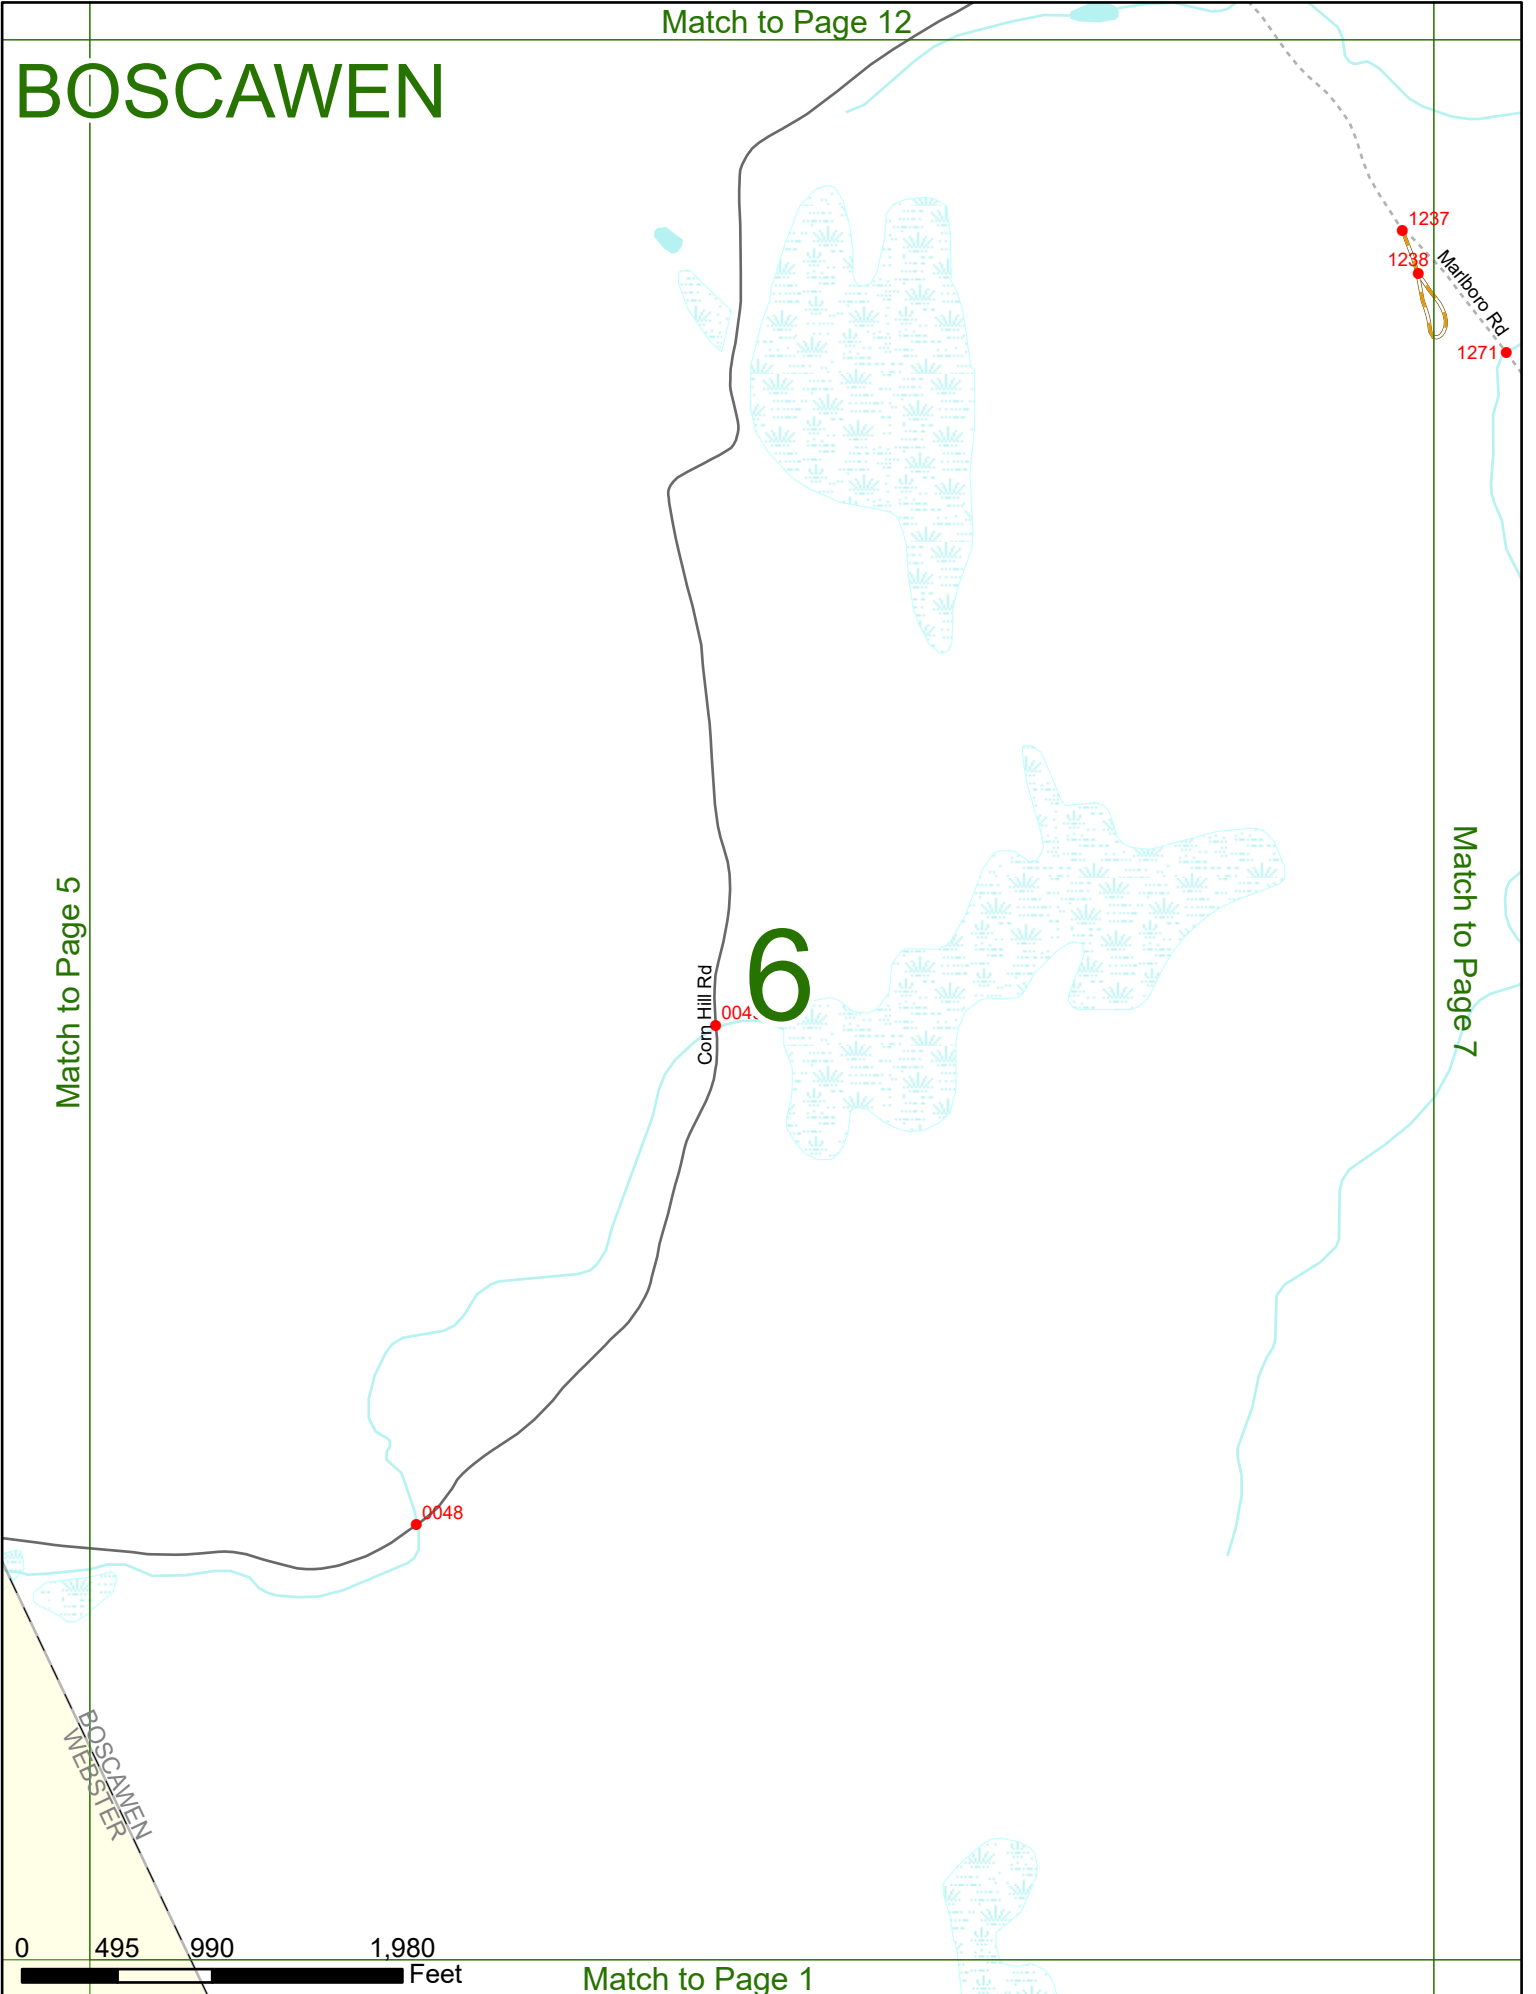 Match to Page 12
BOSCAWEN
1237
1238
Marlboro Rd
1271
Match to Page 5
Match to Page 7
6
Corn Hill Rd
0048
BOSCAWEN
WEBSTER
0 495 990 1,980
Feet
Match to Page 1